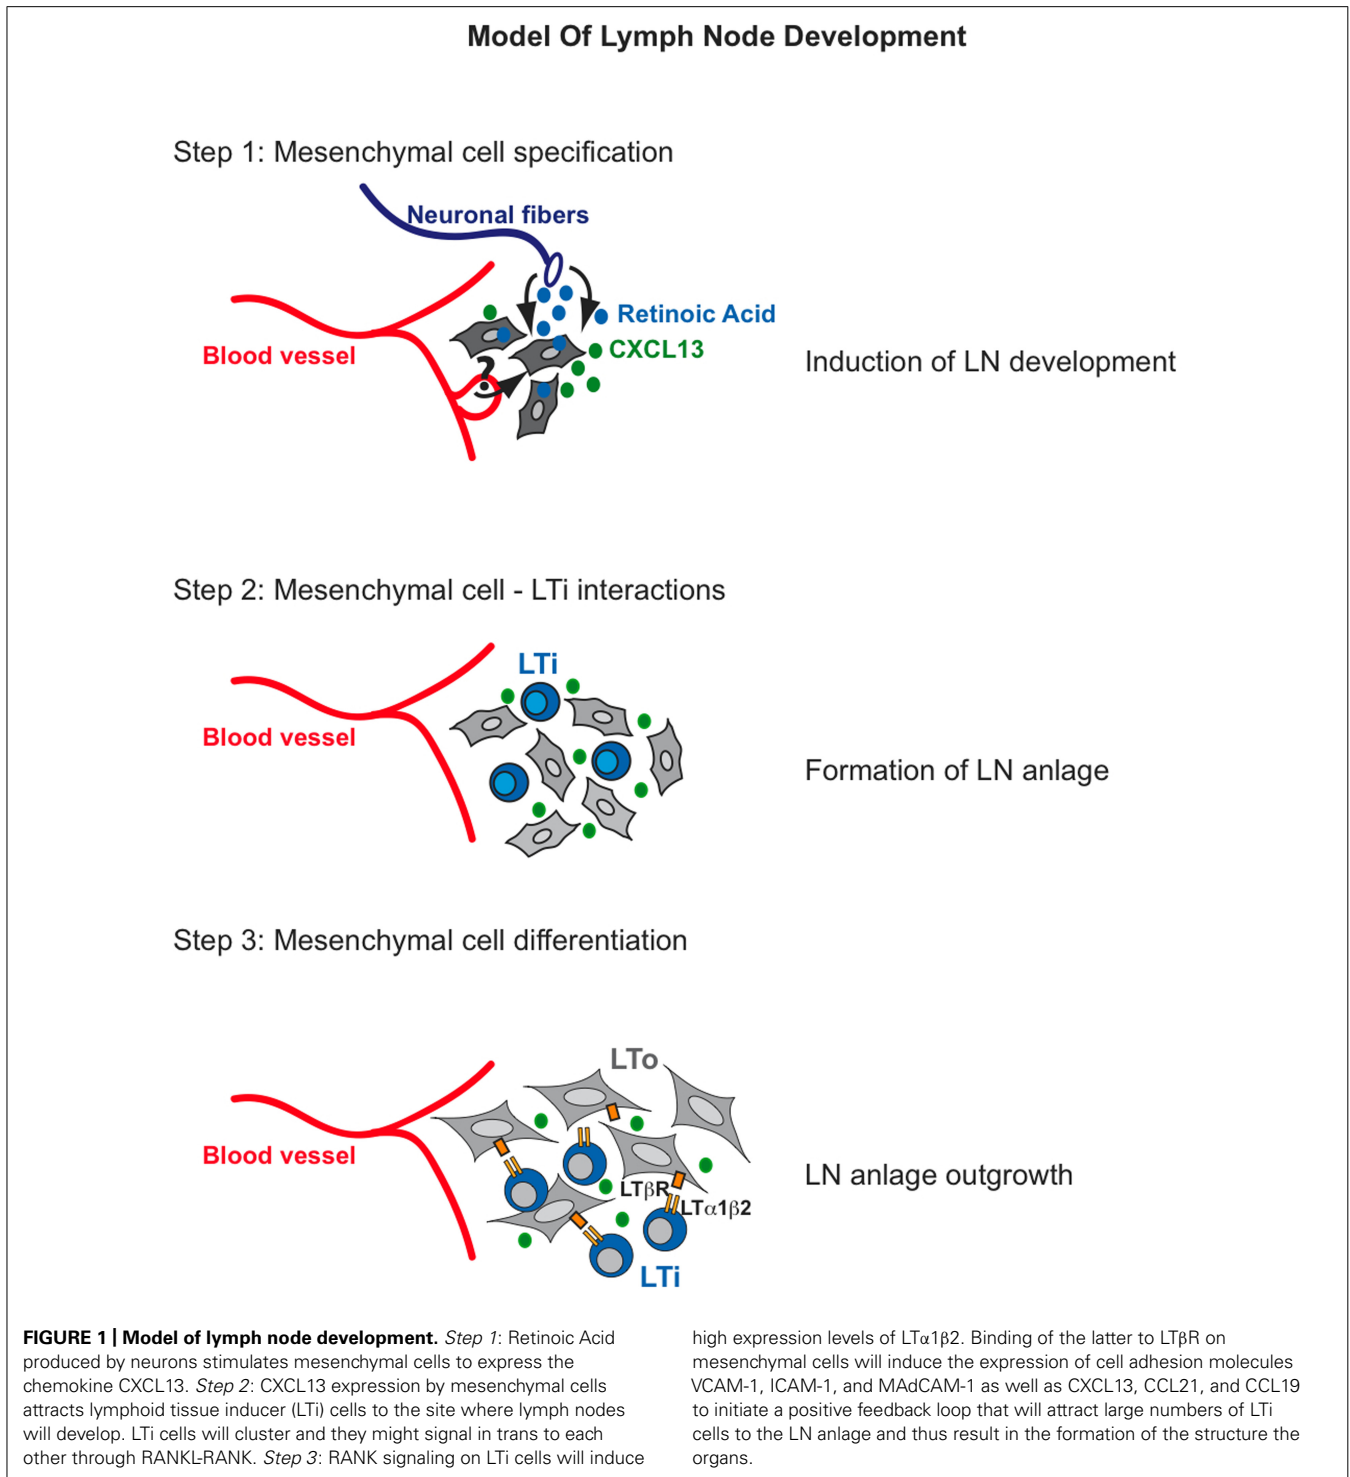 Model Of Lymph Node Development
Step 1: Mesenchymal cell specification
Neuronal fibers
Retinoic Acid
CXCL13
Blood vessel
?
Induction of LN development
Step 2: Mesenchymal cell - LTi interactions
LTi
Blood vessel
Formation of LN anlage
Step 3: Mesenchymal cell differentiation
LTo
Blood vessel
LTβR
LTα1β2
LTi
LN anlage outgrowth
FIGURE 1 | Model of lymph node development. Step 1: Retinoic Acid
produced by neurons stimulates mesenchymal cells to express the
chemokine CXCL13. Step 2: CXCL13 expression by mesenchymal cells
attracts lymphoid tissue inducer (LTi) cells to the site where lymph nodes
will develop. LTi cells will cluster and they might signal in trans to each
other through RANKL-RANK. Step 3: RANK signaling on LTi cells will induce
high expression levels of LTα1β2. Binding of the latter to LTβR on
mesenchymal cells will induce the expression of cell adhesion molecules
VCAM-1, ICAM-1, and MAdCAM-1 as well as CXCL13, CCL21, and CCL19
to initiate a positive feedback loop that will attract large numbers of LTi
cells to the LN anlage and thus result in the formation of the structure the
organs.